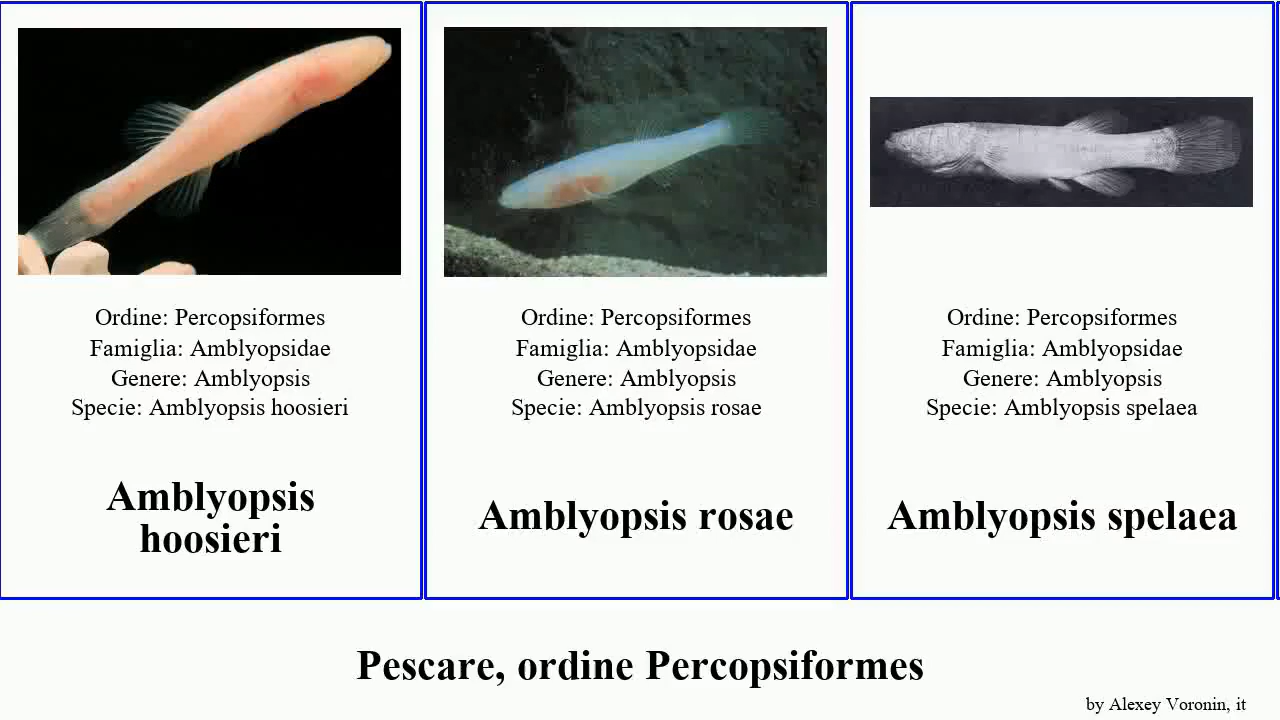 Ordine: Percopsiformes
Famiglia: Amblyopsidae
Genere: Amblyopsis
Specie: Amblyopsis hoosieri
Amblyopsis
hoosieri
Ordine: Percopsiformes
Famiglia: Amblyopsidae
Genere: Amblyopsis
Specie: Amblyopsis rosae
Amblyopsis rosae
Ordine: Percopsiformes
Famiglia: Amblyopsidae
Genere: Amblyopsis
Specie: Amblyopsis spelaea
Amblyopsis spelaea
Pescare, ordine Percopsiformes
by Alexey Voronin, it